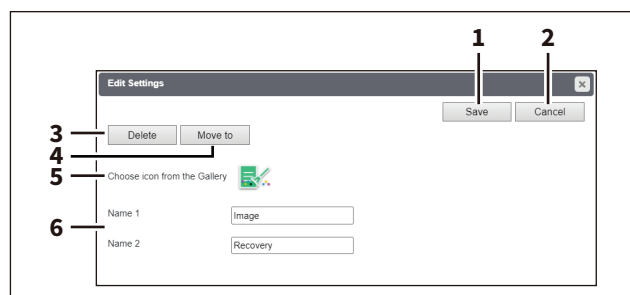 1 2
Edit Settings
Save Cancel
3 Delete Move to
4
5 Choose icon from the Gallery
6
Name 1 Image
Name 2 Recovery